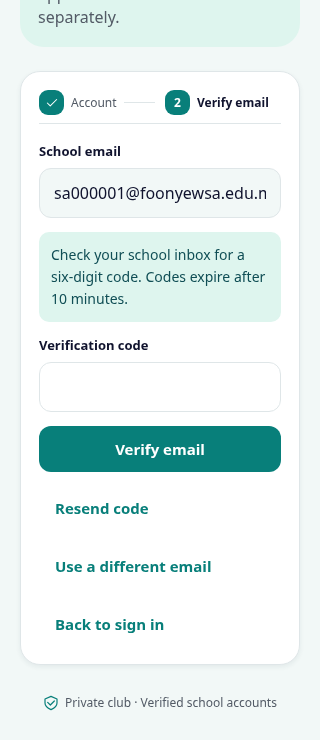 separately.
Account
2 Verify email
School email
sa000001@foonyewsa.edu.n
Check your school inbox for a
six-digit code. Codes expire after
10 minutes.
Verification code
Verify email
Resend code
Use a different email
Back to sign in
Private club · Verified school accounts